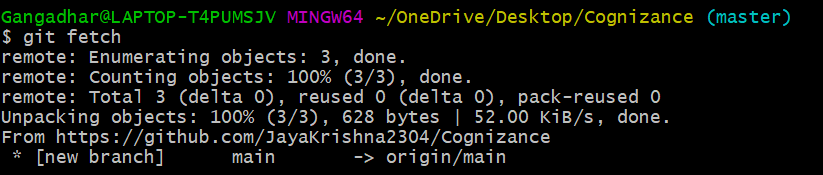 Gangadhar@LAPTOP-T4PUMSJV MINGW64 ~/OneDrive/Desktop/Cognizance (master)
$ git fetch
remote: Enumerating objects: 3, done.
remote: Counting objects: 100% (3/3), done.
remote: Total 3 (delta 0), reused 0 (delta 0), pack-reused 0
Unpacking objects: 100% (3/3), 628 bytes | 52.00 KiB/s, done.
From https://github.com/JayaKrishna2304/Cognizance
 * [new branch]      main       -> origin/main